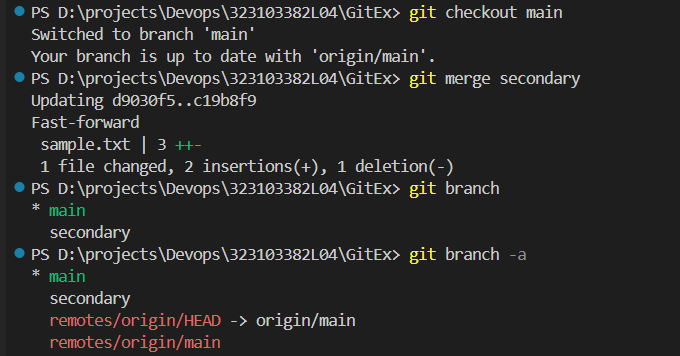 PS D:\projects\Devops\323103382L04\GitEx> git checkout main
Switched to branch 'main'
Your branch is up to date with 'origin/main'.
PS D:\projects\Devops\323103382L04\GitEx> git merge secondary
Updating d9030f5..c19b8f9
Fast-forward
 sample.txt | 3 ++-
 1 file changed, 2 insertions(+), 1 deletion(-)
PS D:\projects\Devops\323103382L04\GitEx> git branch
* main
  secondary
PS D:\projects\Devops\323103382L04\GitEx> git branch -a
* main
  secondary
  remotes/origin/HEAD -> origin/main
  remotes/origin/main